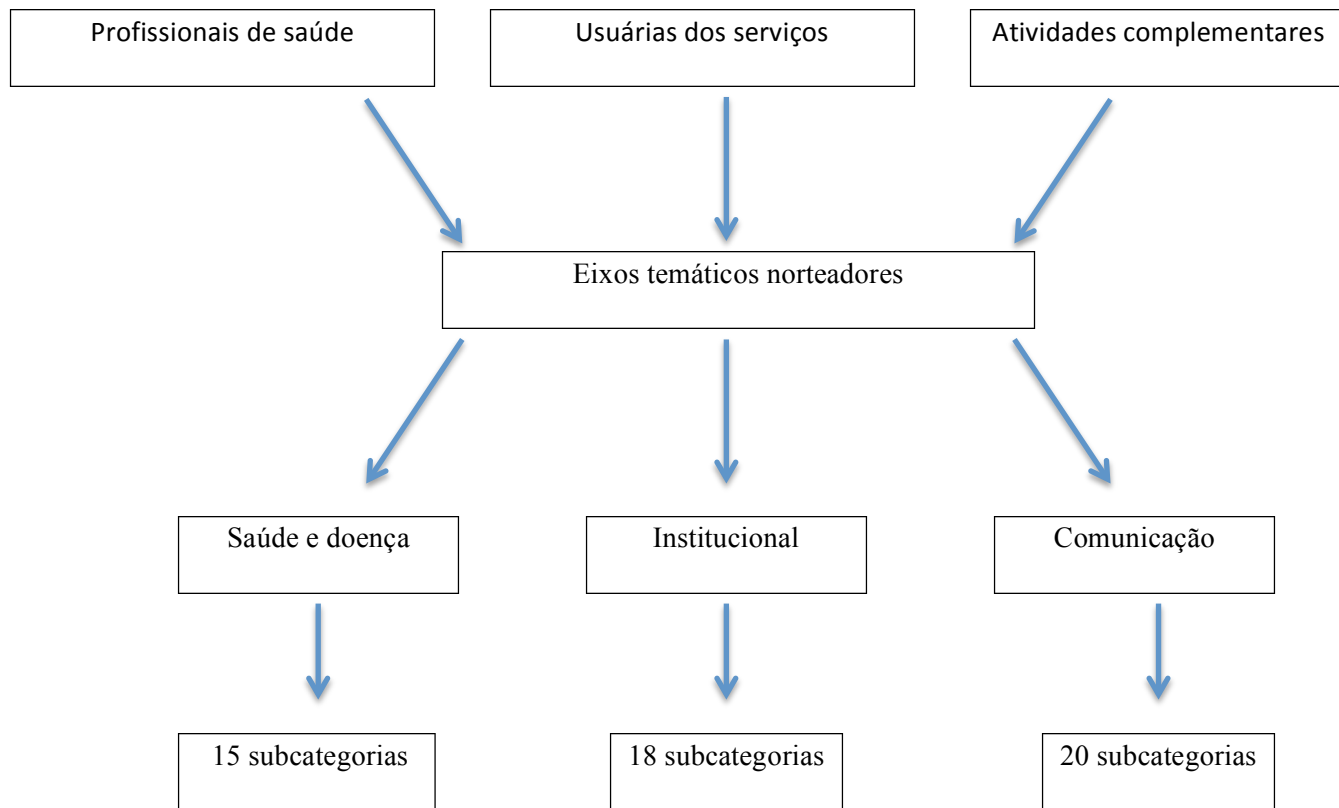 Profissionais de saúde
Usuárias dos serviços
Atividades complementares
Eixos temáticos norteadores
Saúde e doença
Institucional
Comunicação
15 subcategorias
18 subcategorias
20 subcategorias